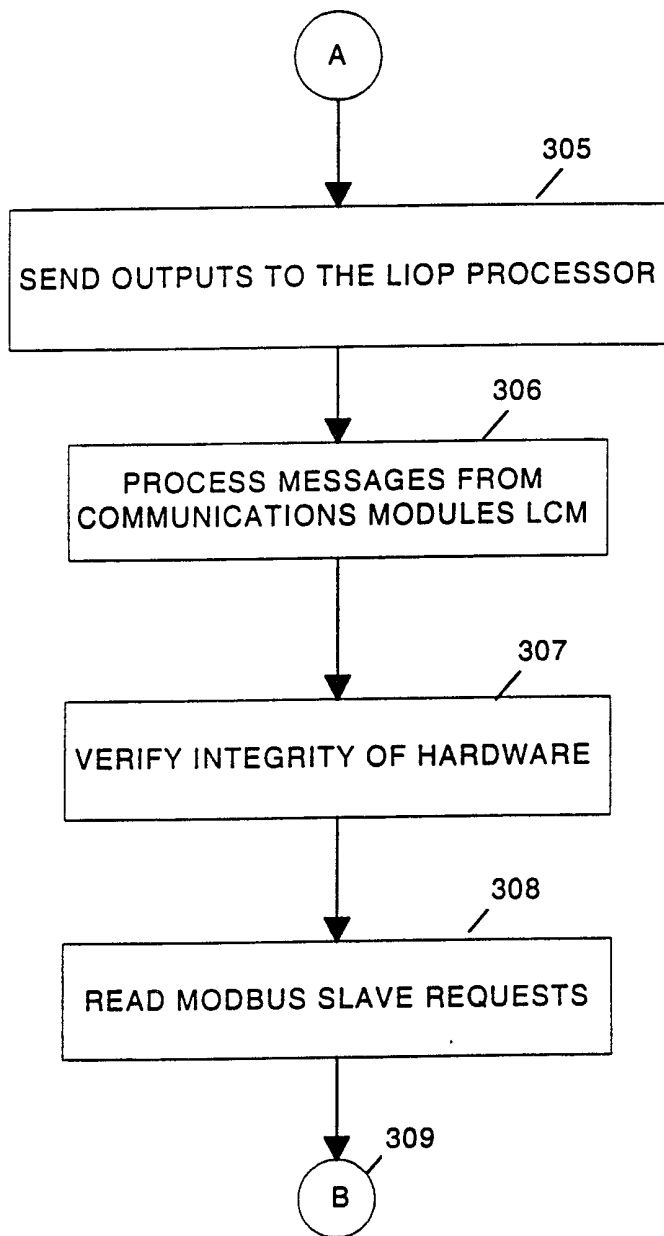 A
305
SEND OUTPUTS TO THE LIOP PROCESSOR
306
PROCESS MESSAGES FROM
COMMUNICATIONS MODULES LCM
307
VERIFY INTEGRITY OF HARDWARE
308
READ MODBUS SLAVE REQUESTS
309
B